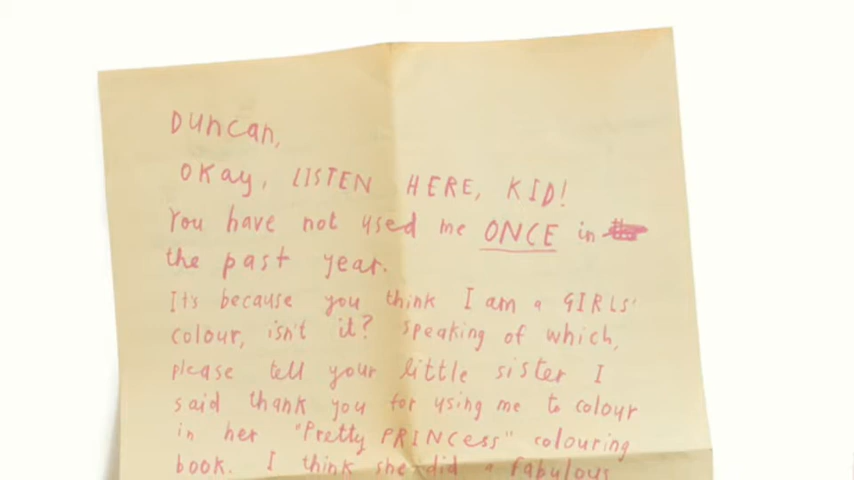 Duncan,
Okay, LISTEN HERE, KID!
You have not used me ONCE in
the past year.
It's because you think I am a GIRLS'
colour, isn't it? Speaking of which,
please tell your little sister I
said thank you for using me to colour
in her "Pretty PRINCess" colouring
book. I think she did a fabulous